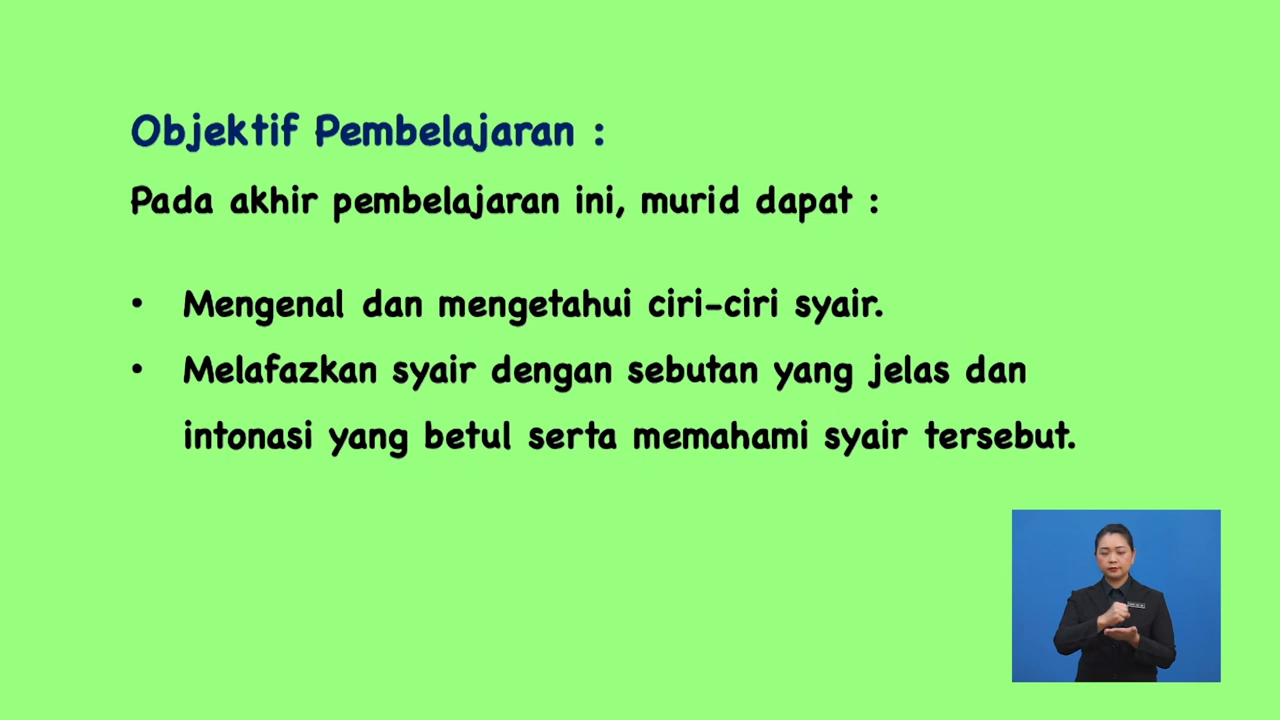 Objektif Pembelajaran :
Pada akhir pembelajaran ini, murid dapat :
• Mengenal dan mengetahui ciri-ciri syair.
• Melafazkan syair dengan sebutan yang jelas dan
intonasi yang betul serta memahami syair tersebut.